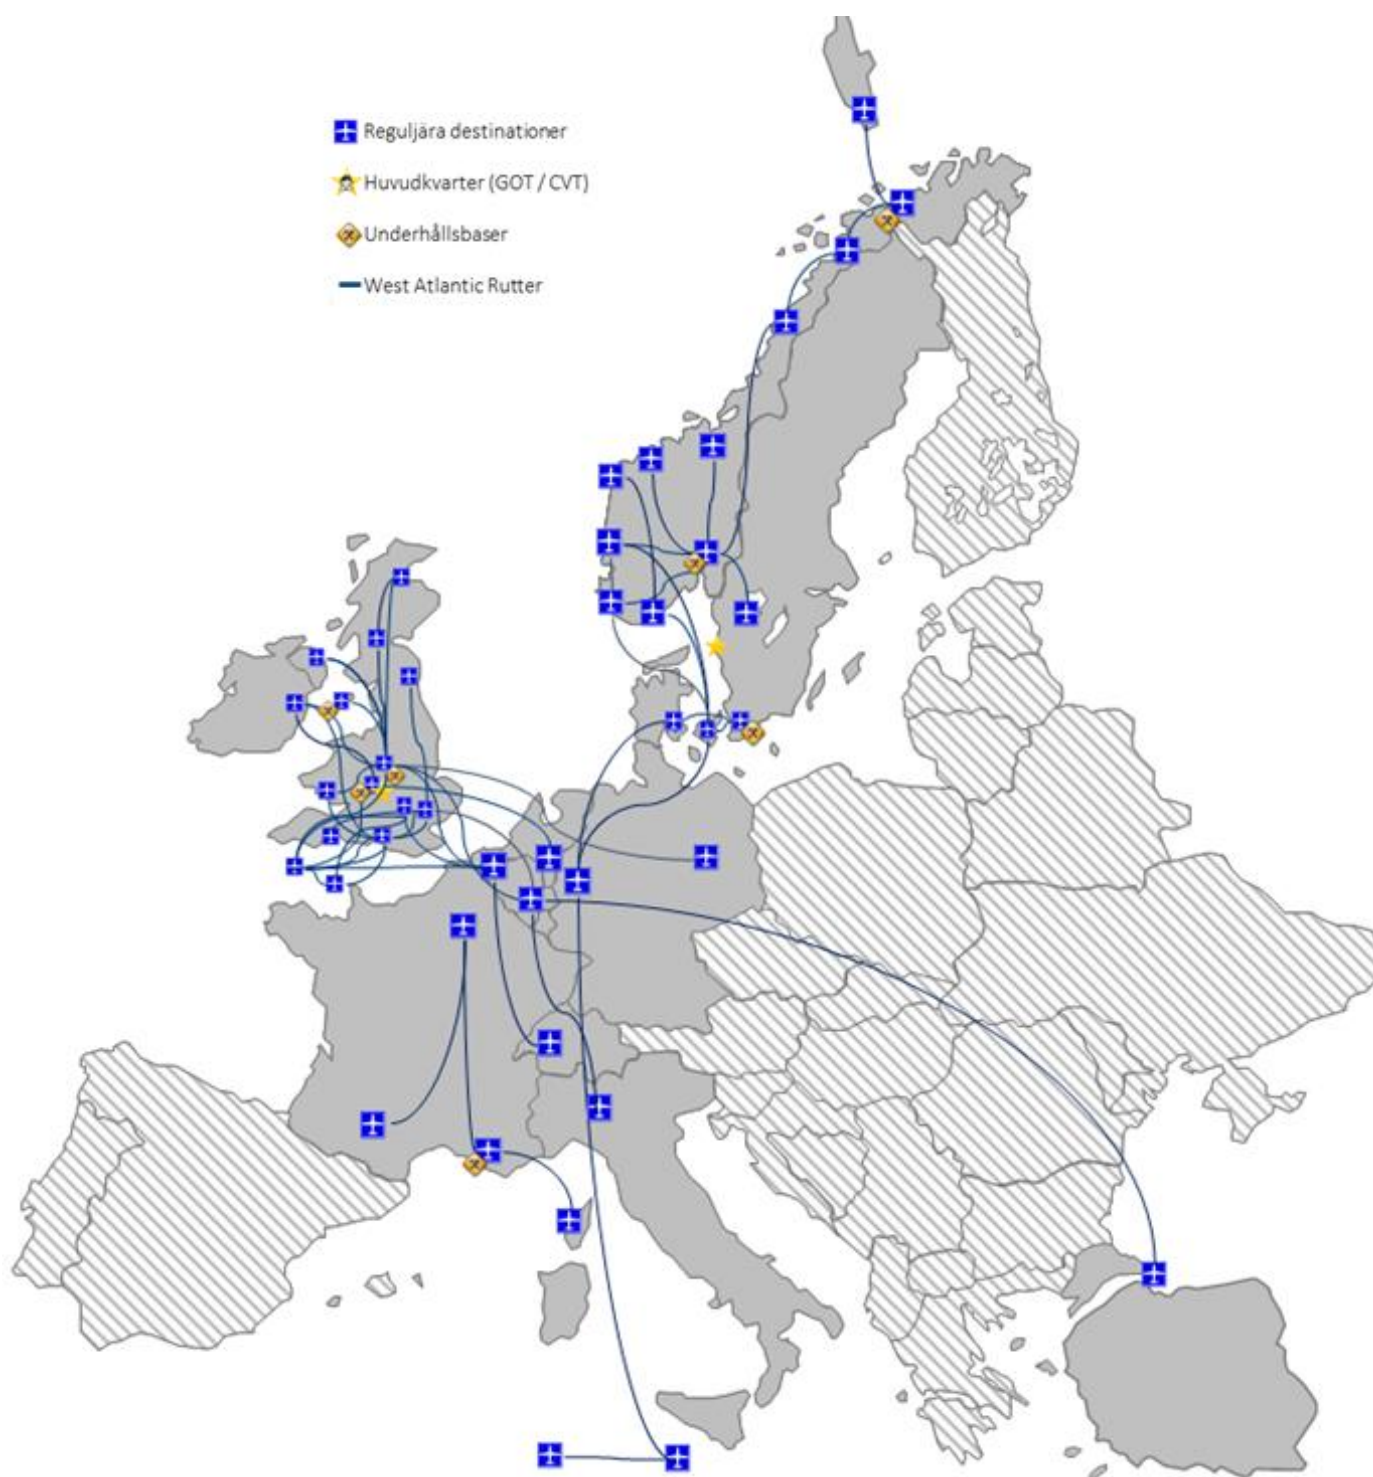 Reguljära destinationer
Huvudkvarter (GOT / CVT)
Underhållsbaser
West Atlantic Rutter